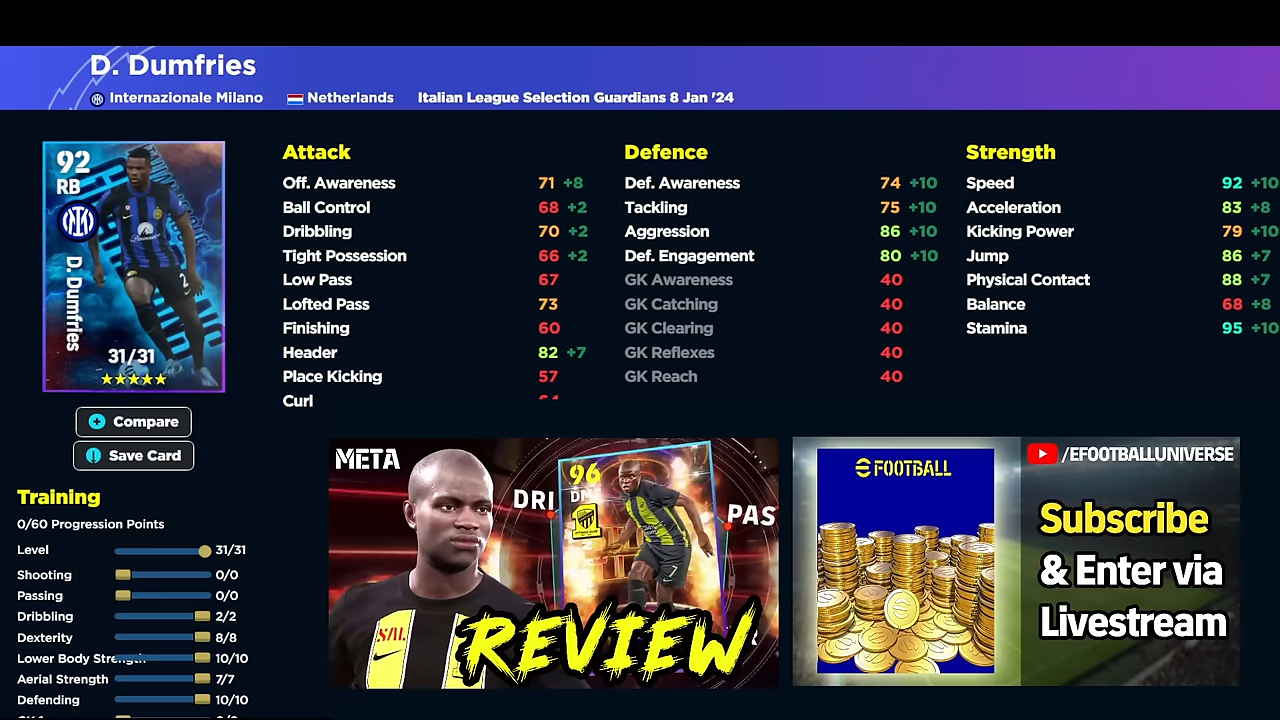 D. Dumfries
Internazionale Milano Netherlands Italian League Selection Guardians 8 Jan '24
92
RB
D. Dumfries
2
31/31
Compare
Save Card
Attack
Off. Awareness 71 +8
Ball Control 68 +2
Dribbling 70 +2
Tight Possession 66 +2
Low Pass 67
Lofted Pass 73
Finishing 60
Header 82 +7
Place Kicking 57
Curl
Defence
Def. Awareness 74 +10
Tackling 75 +10
Aggression 86 +10
Def. Engagement 80 +10
GK Awareness 40
GK Catching 40
GK Clearing 40
GK Reflexes 40
GK Reach 40
Strength
Speed 92 +10
Acceleration 83 +8
Kicking Power 79 +10
Jump 86 +7
Physical Contact 88 +7
Balance 68 +8
Stamina 95 +10
Training
0/60 Progression Points
Level 31/31
Shooting 0/0
Passing 0/0
Dribbling 2/2
Dexterity 8/8
Lower Body Strength 10/10
Aerial Strength 7/7
Defending 10/10
META
DRI
96
DM
PAS
7
REVIEW
EFOOTBALL
/EFOOTBALLUNIVERSE
Subscribe
& Enter via
Livestream